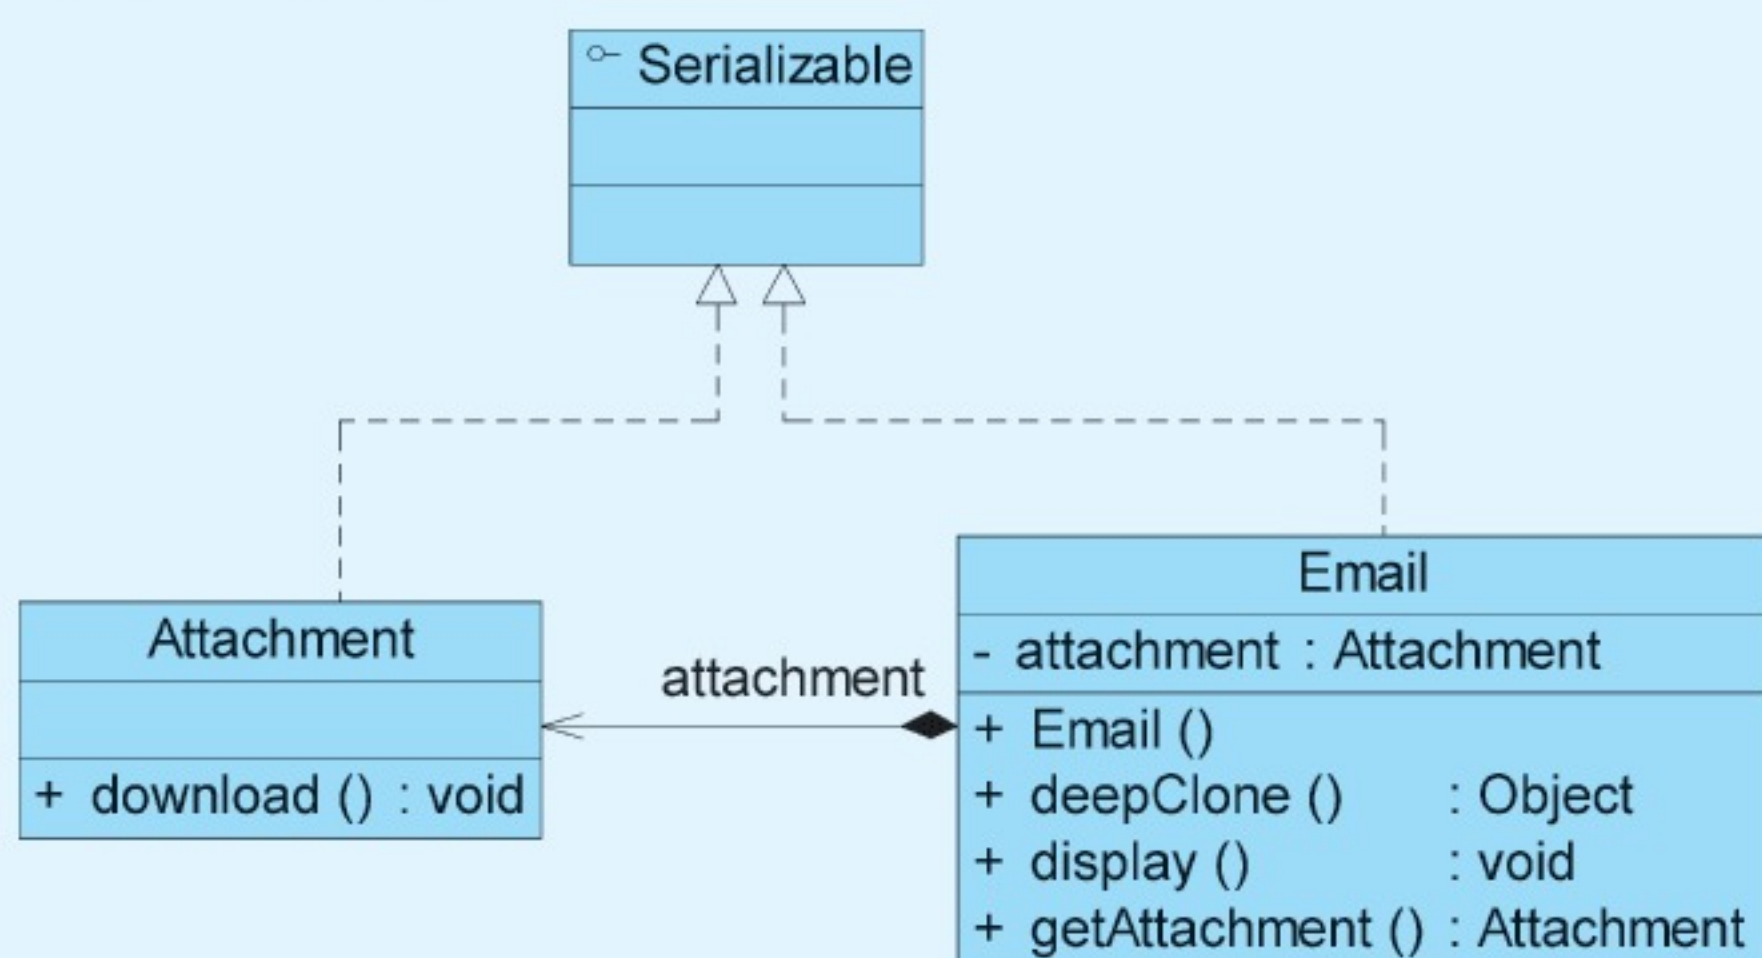 Serializable
Attachment
+ download () : void
attachment
Email
- attachment : Attachment
+ Email ()
+ deepClone () : Object
+ display () : void
+ getAttachment () : Attachment